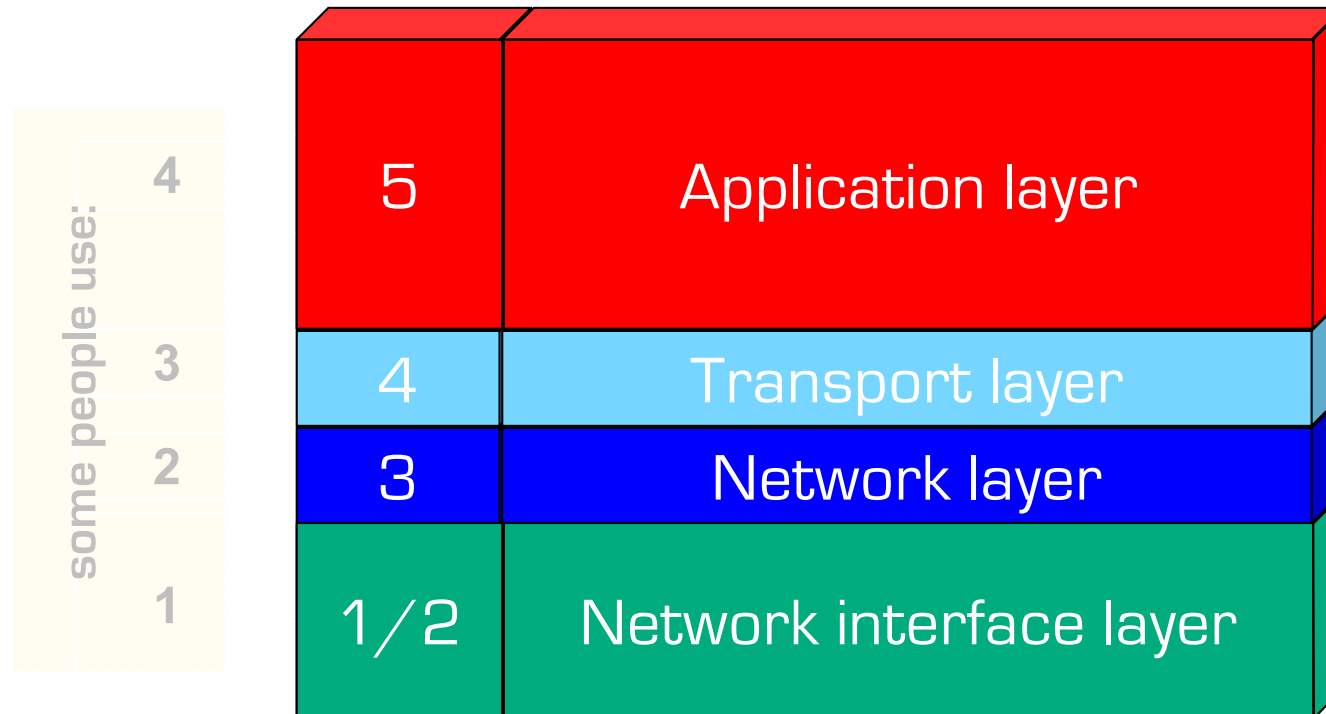 some people use:
4
3
2
1
5 Application layer
4 Transport layer
3 Network layer
1/2 Network interface layer